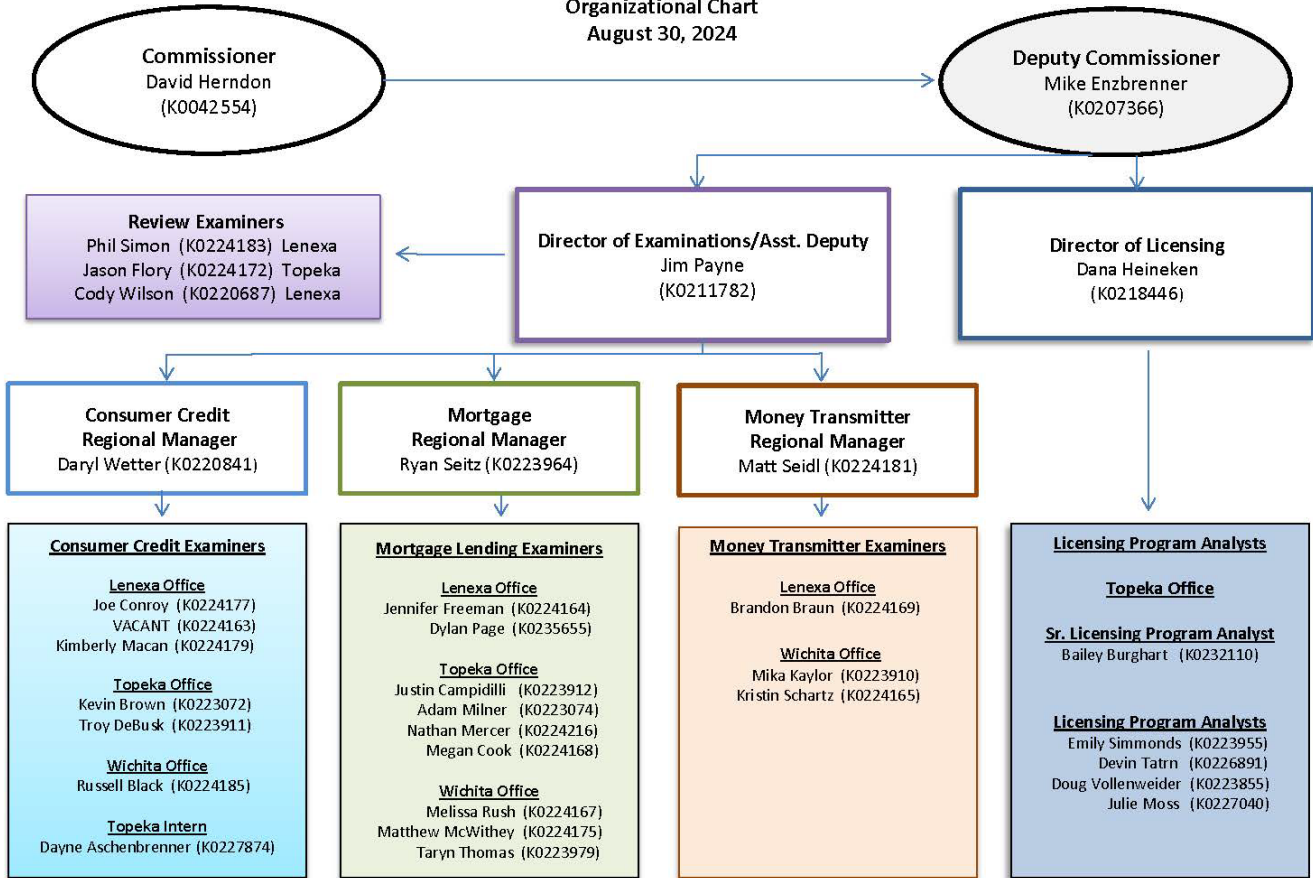 Organizational Chart
August 30, 2024
Commissioner
David Herndon
(K0042554)
Deputy Commissioner
Mike Enzbrenner
(K0207366)
Review Examiners
Phil Simon (K0224183) Lenexa
Jason Flory (K0224172) Topeka
Cody Wilson (K0220687) Lenexa
Director of Examinations/Asst. Deputy
Jim Payne
(K0211782)
Director of Licensing
Dana Heineken
(K0218446)
Consumer Credit
Regional Manager
Daryl Wetter (K0220841)
Mortgage
Regional Manager
Ryan Seitz (K0223964)
Money Transmitter
Regional Manager
Matt Seidl (K0224181)
Consumer Credit Examiners
Lenexa Office
Joe Conroy (K0224177)
VACANT (K0224163)
Kimberly Macan (K0224179)
Topeka Office
Kevin Brown (K0223072)
Troy DeBusk (K0223911)
Wichita Office
Russell Black (K0224185)
Topeka Intern
Dayne Aschenbrenner (K0227874)
Mortgage Lending Examiners
Lenexa Office
Jennifer Freeman (K0224164)
Dylan Page (K0235655)
Topeka Office
Justin Campidilli (K0223912)
Adam Milner (K0223074)
Nathan Mercer (K0224216)
Megan Cook (K0224168)
Wichita Office
Melissa Rush (K0224167)
Matthew McWithey (K0224175)
Taryn Thomas (K0223979)
Money Transmitter Examiners
Lenexa Office
Brandon Braun (K0224169)
Wichita Office
Mika Kaylor (K0223910)
Kristin Schartz (K0224165)
Licensing Program Analysts
Topeka Office
Sr. Licensing Program Analyst
Bailey Burghart (K0232110)
Licensing Program Analysts
Emily Simmonds (K0223955)
Devin Tatrn (K0226891)
Doug Vollenweider (K0223855)
Julie Moss (K0227040)